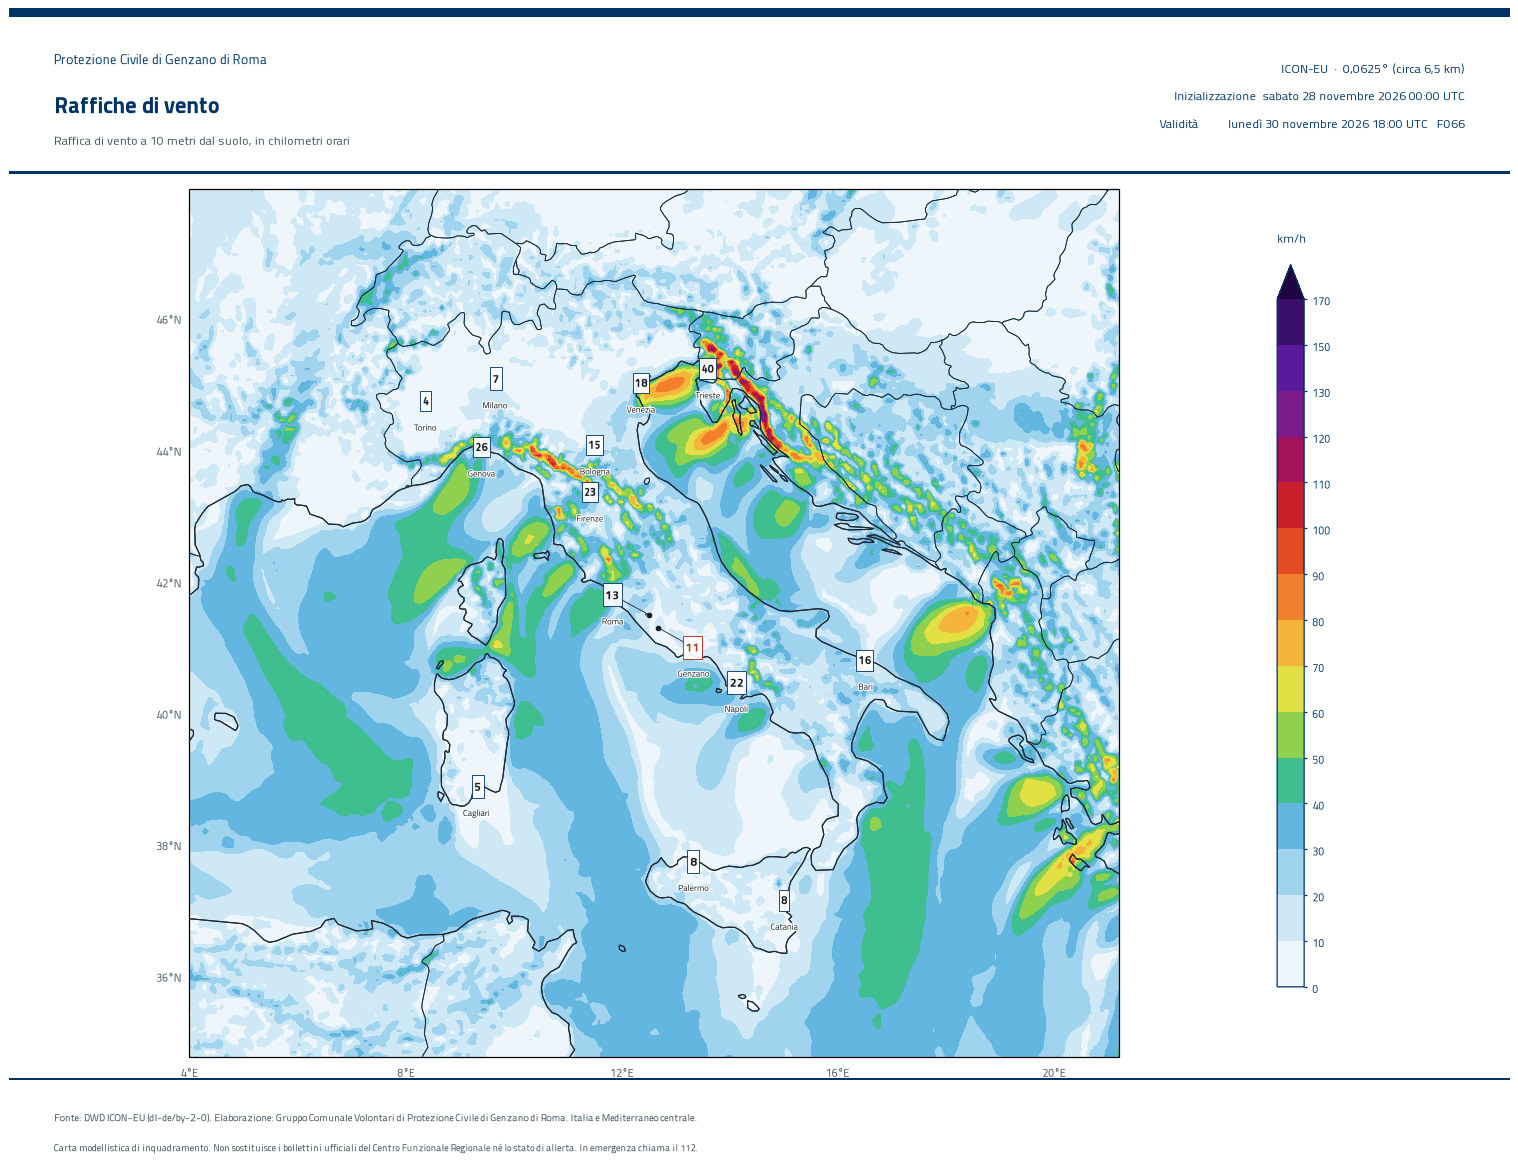 Protezione Civile di Genzano di Roma
Raffiche di vento
Raffica di vento a 10 metri dal suolo, in chilometri orari
ICON-EU · 0,0625° (circa 6,5 km)
Inizializzazione sabato 28 novembre 2026 00:00 UTC
Validità lunedì 30 novembre 2026 18:00 UTC F066
km/h
170
150
130
120
110
100
90
80
70
60
50
40
30
20
10
0
46°N
44°N
42°N
40°N
38°N
36°N
4°E
8°E
12°E
16°E
20°E
40
Trieste
7
Milano
18
Venezia
4
Torino
15
Bologna
26
Genova
23
Firenze
13
Roma
11
Genzano
16
Bari
22
Napoli
5
Cagliari
8
Palermo
8
Catania
Fonte: DWD ICON-EU (dl-de/by-2-0). Elaborazione: Gruppo Comunale Volontari di Protezione Civile di Genzano di Roma. Italia e Mediterraneo centrale.
Carta modellistica di inquadramento. Non sostituisce i bollettini ufficiali del Centro Funzionale Regionale né lo stato di allerta. In emergenza chiama il 112.